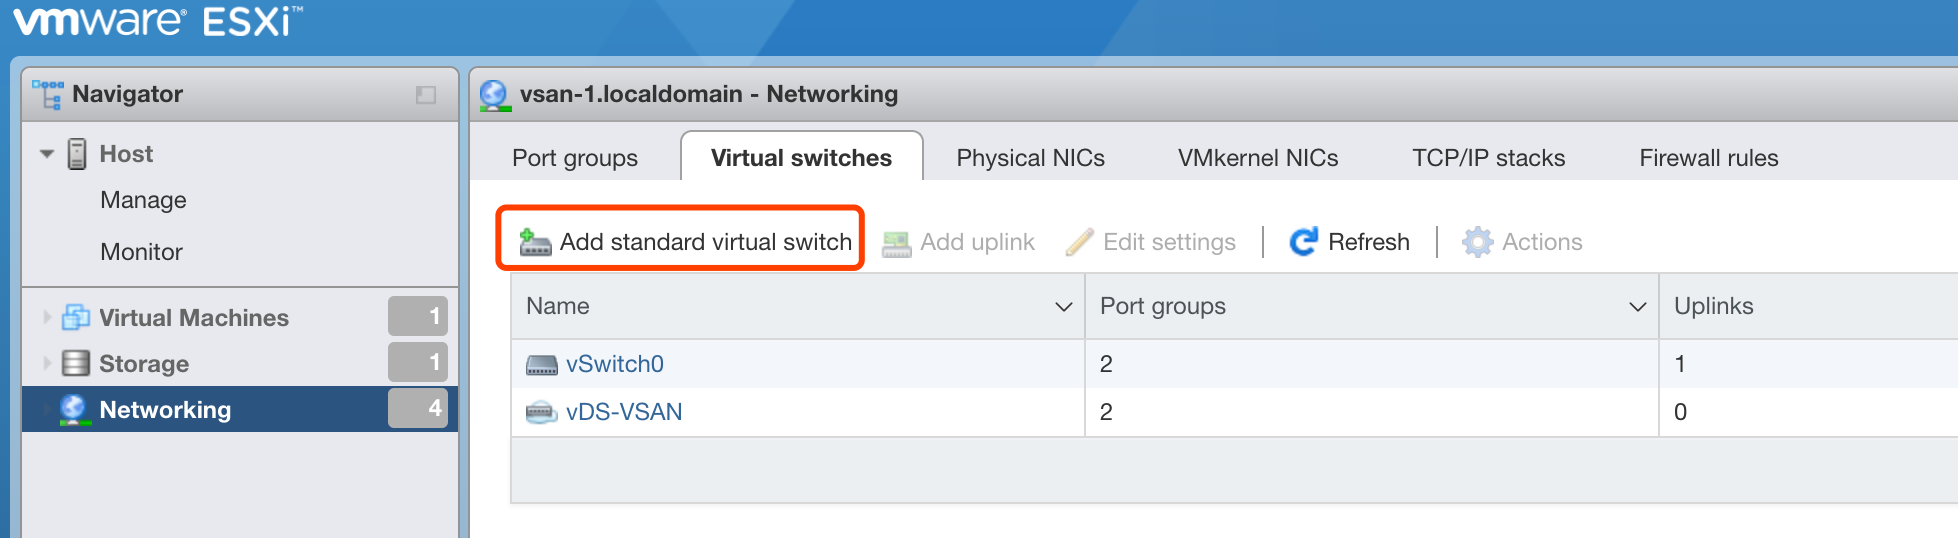 vmware® ESXi™
Navigator
Host
Manage
Monitor
Virtual Machines 1
Storage 1
Networking 4
vsan-1.localdomain - Networking
Port groups Virtual switches Physical NICs VMkernel NICs TCP/IP stacks Firewall rules
Add standard virtual switch Add uplink Edit settings Refresh Actions
Name Port groups Uplinks
vSwitch0 2 1
vDS-VSAN 2 0